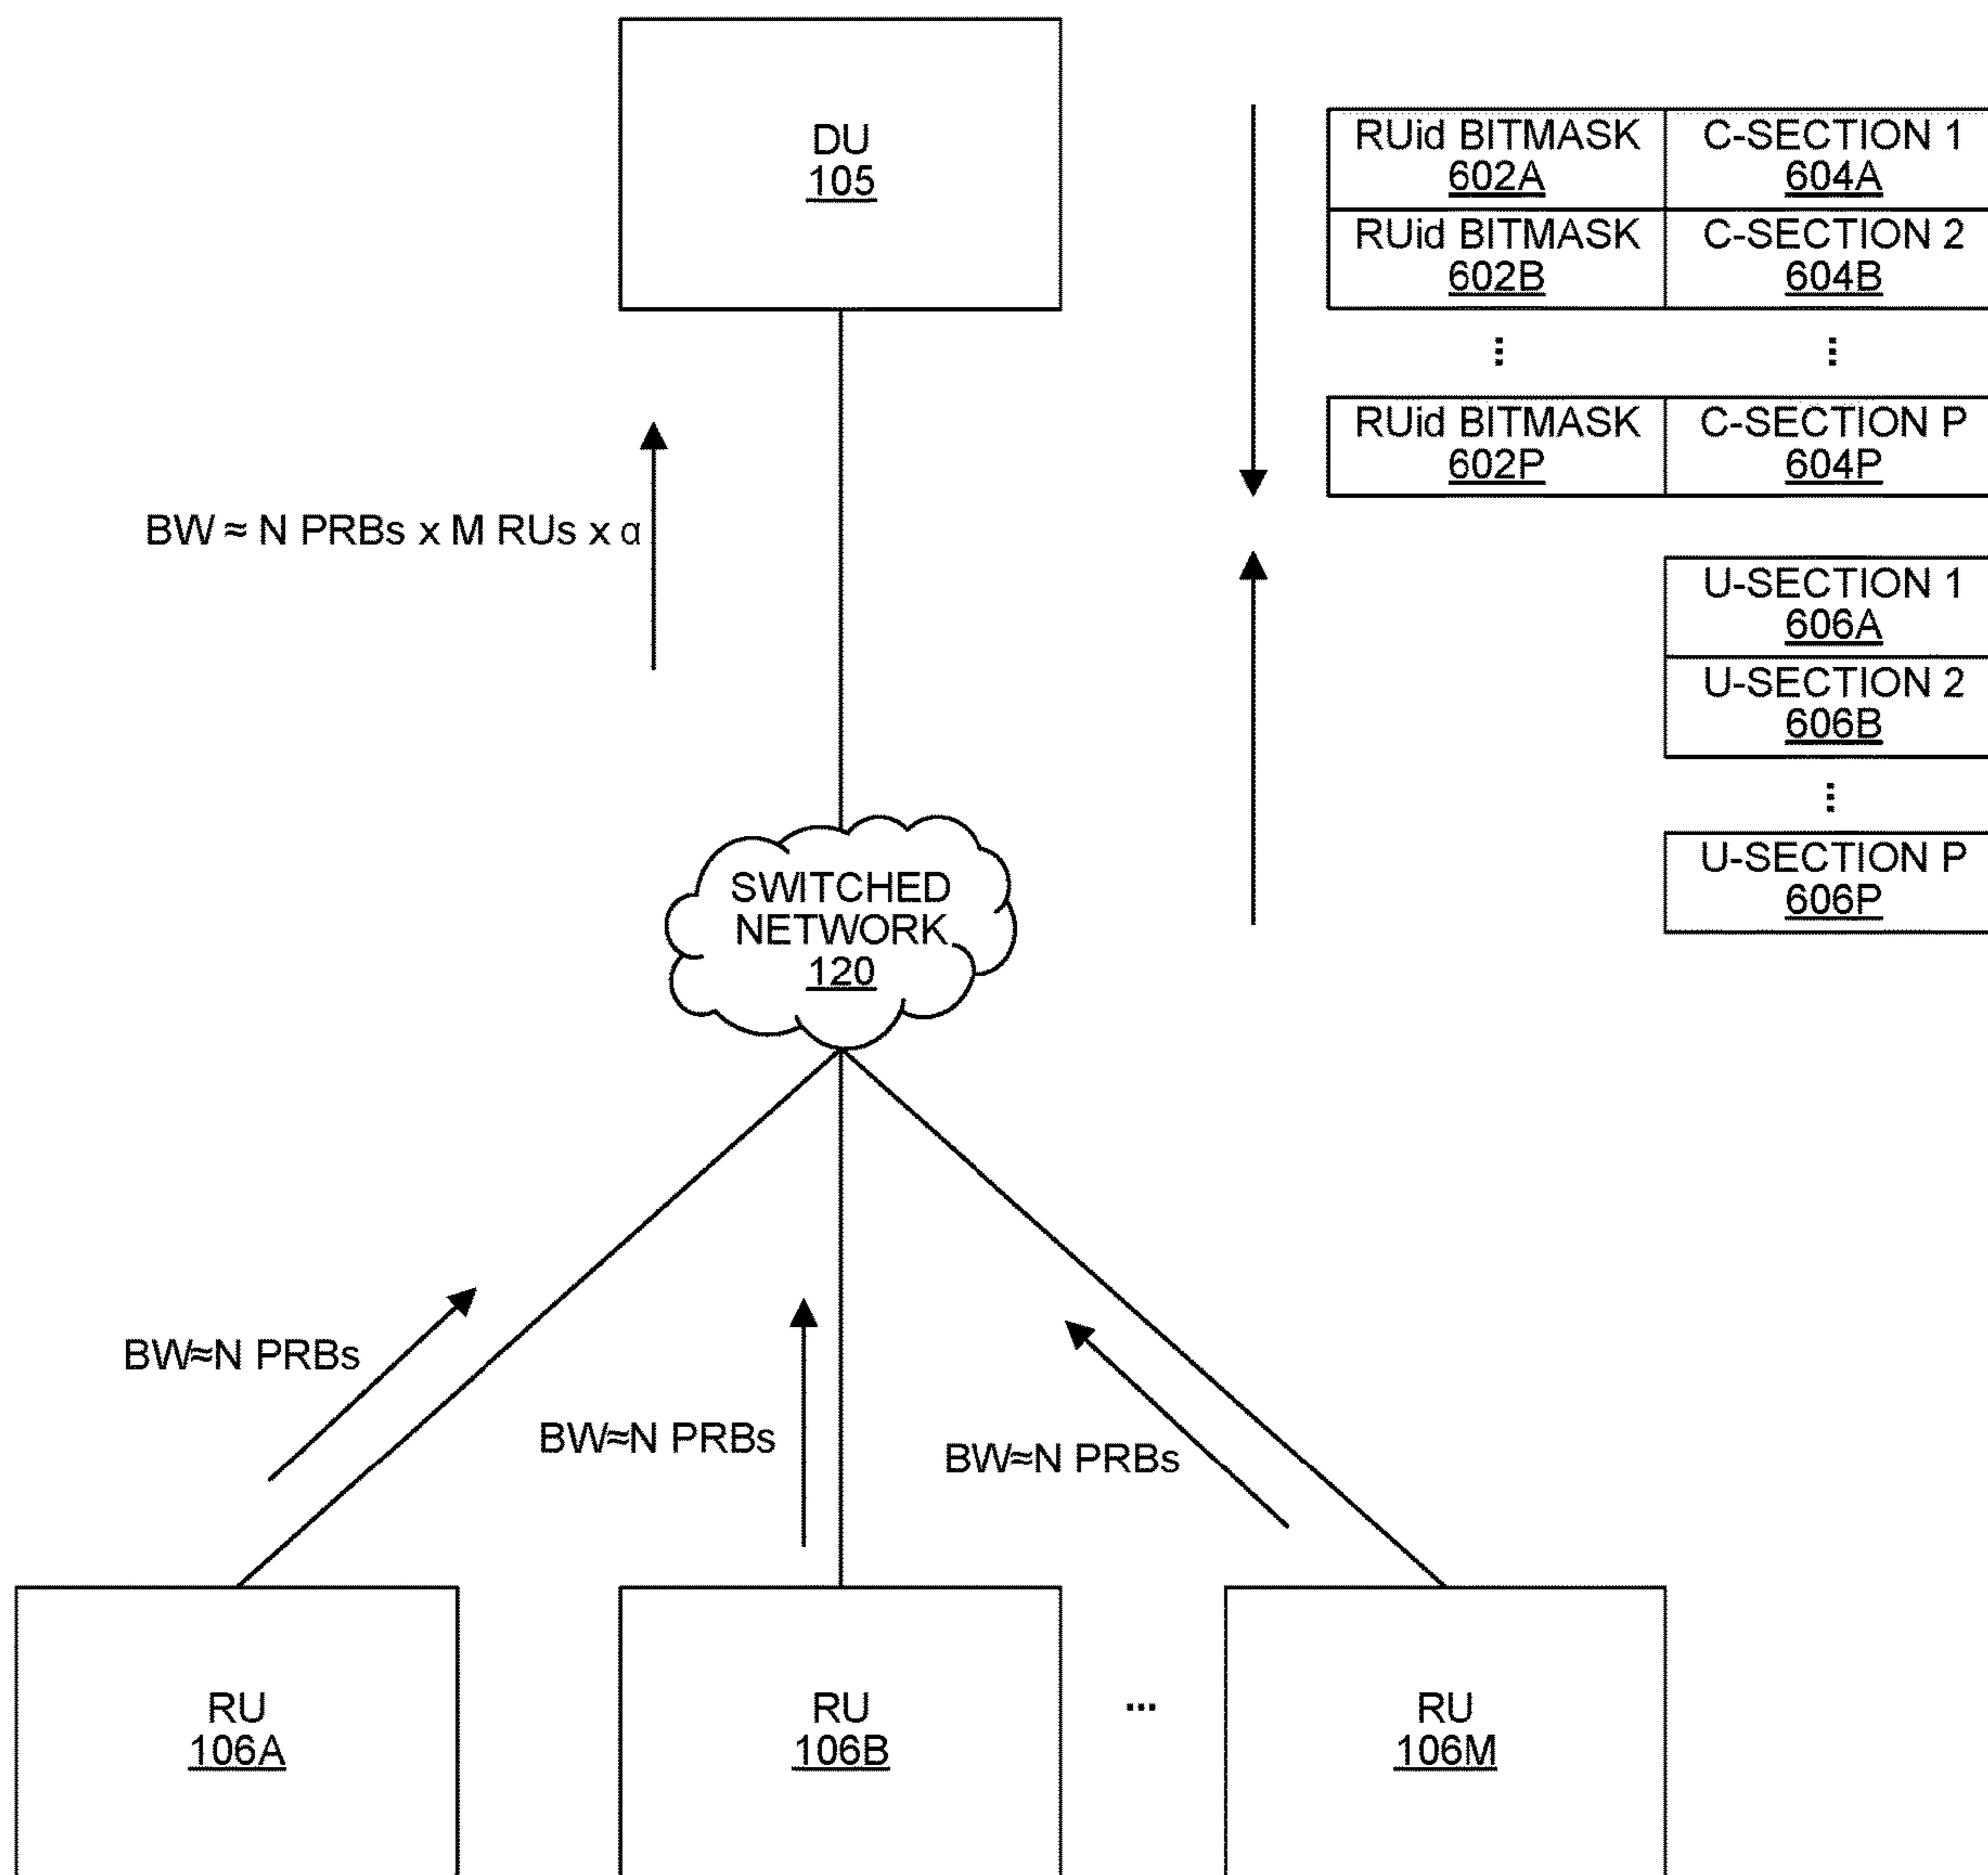 DU
105
RUid BITMASK
602A
C-SECTION 1
604A
RUid BITMASK
602B
C-SECTION 2
604B
⋮
⋮
RUid BITMASK
602P
C-SECTION P
604P
BW ≈ N PRBs x M RUs x α
U-SECTION 1
606A
U-SECTION 2
606B
⋮
U-SECTION P
606P
SWITCHED
NETWORK
120
BW≈N PRBs
BW≈N PRBs
BW≈N PRBs
RU
106A
RU
106B
...
RU
106M